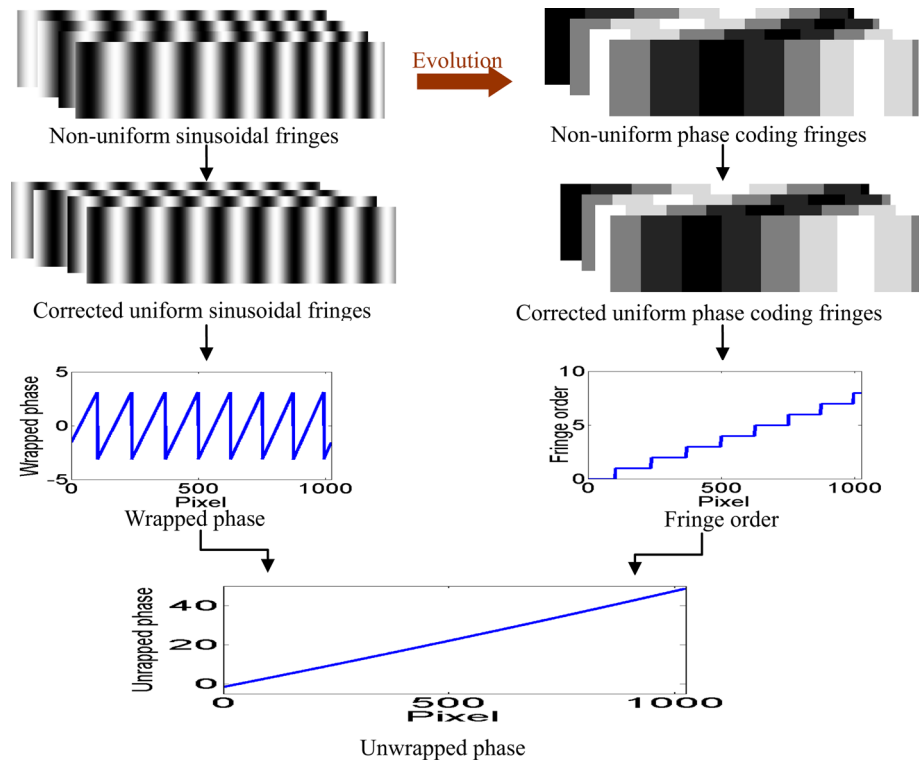 Evolution
Non-uniform sinusoidal fringes
Non-uniform phase coding fringes
Corrected uniform sinusoidal fringes
Corrected uniform phase coding fringes
5
0
−5
Wrapped phase
0 500 1000
Pixel
Wrapped phase
10
5
0
Fringe order
0 500 1000
Pixel
Fringe order
40
20
0
Unrapped phase
0 500 1000
Pixel
Unwrapped phase